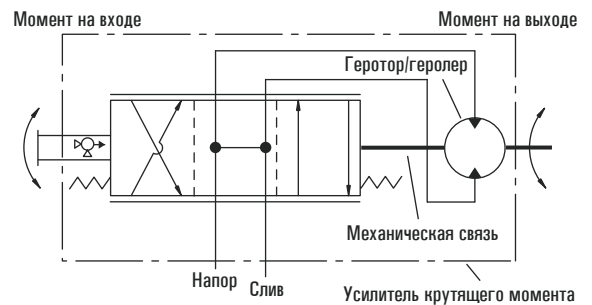 Момент на входе
Момент на выходе
Геротор/геролер
Механическая связь
Напор
Слив
Усилитель крутящего момента